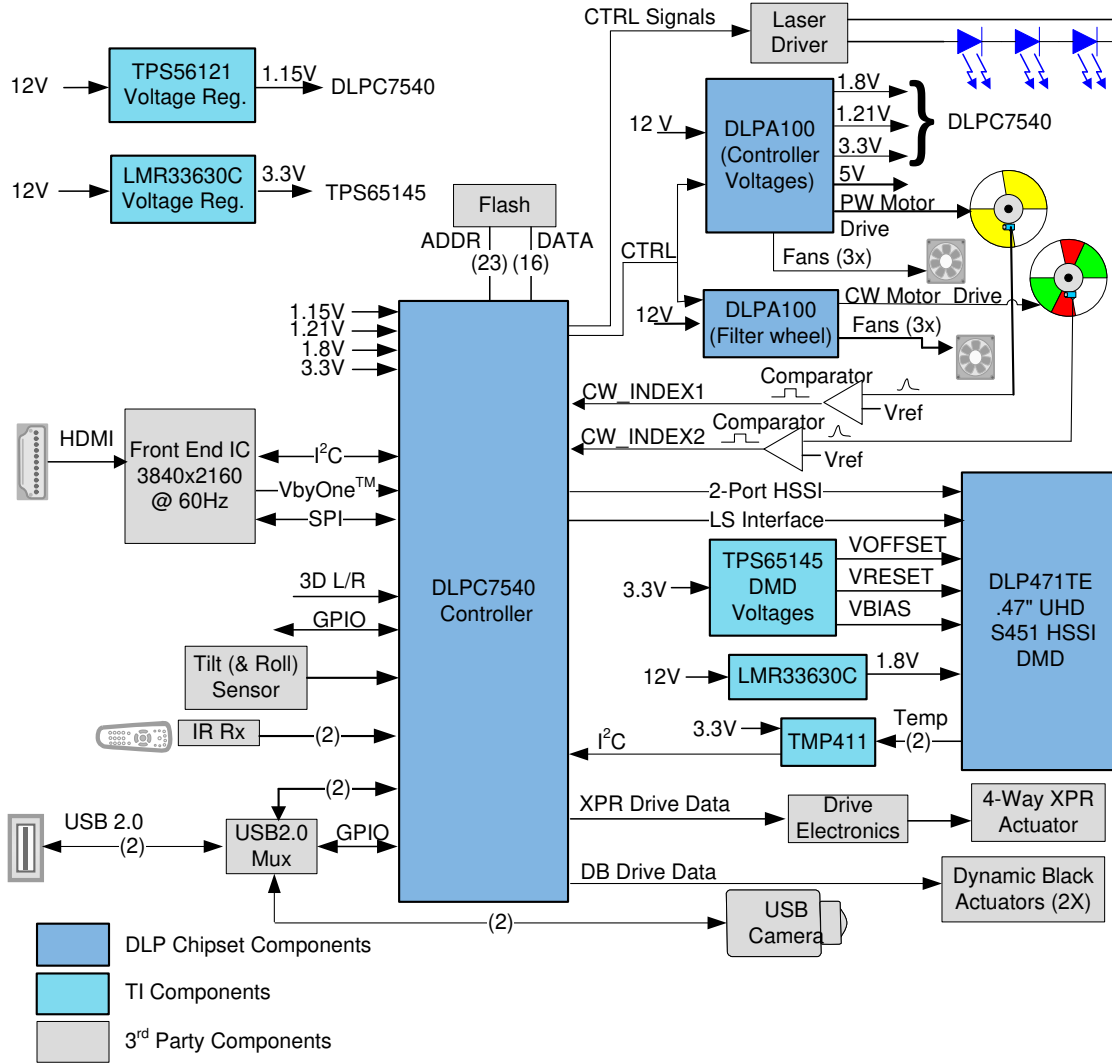 CTRL Signals
Laser
Driver
12V
TPS56121
Voltage Reg.
1.15V
DLPC7540
12V
LMR33630C
Voltage Reg.
3.3V
TPS65145
12 V
DLPA100
(Controller
Voltages)
1.8V
1.21V
3.3V
5V
DLPC7540
PW Motor
Drive
Fans (3x)
Flash
ADDR
(23)
DATA
(16)
CTRL
12V
DLPA100
(Filter wheel)
CW Motor Drive
Fans (3x)
1.15V
1.21V
1.8V
3.3V
CW_INDEX1
Comparator
Vref
CW_INDEX2
Comparator
Vref
HDMI
Front End IC
3840x2160
@ 60Hz
I2C
VbyOneTM
SPI
2-Port HSSI
LS Interface
DLPC7540
Controller
3D L/R
GPIO
Tilt (& Roll)
Sensor
IR Rx
(2)
3.3V
TPS65145
DMD
Voltages
VOFFSET
VRESET
VBIAS
DLP471TE
.47" UHD
S451 HSSI
DMD
12V
LMR33630C
1.8V
3.3V
I2C
TMP411
Temp
(2)
USB 2.0
(2)
(2)
USB2.0
Mux
GPIO
(2)
XPR Drive Data
Drive
Electronics
4-Way XPR
Actuator
DB Drive Data
Dynamic Black
Actuators (2X)
USB
Camera
DLP Chipset Components
TI Components
3rd Party Components